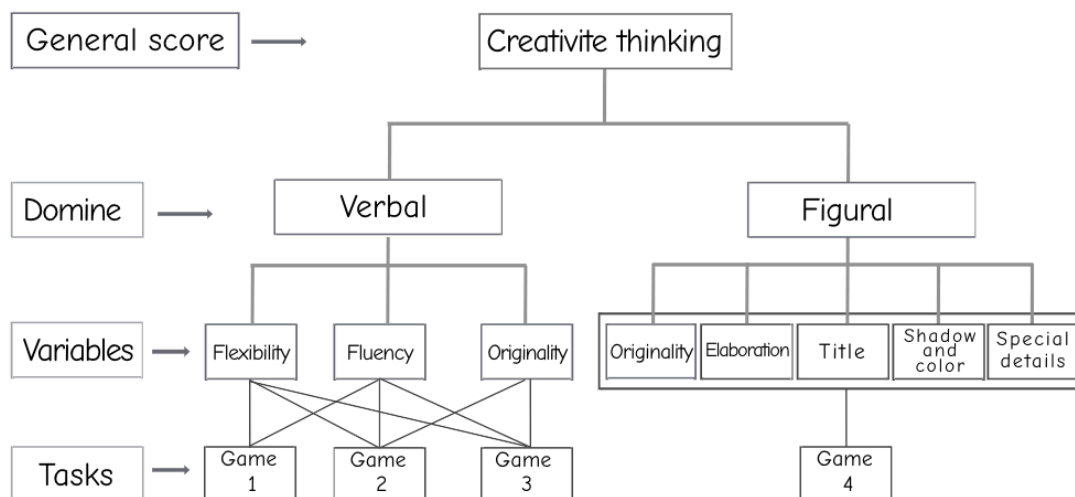 General score
Creativite thinking
Domine
Verbal
Figural
Variables
Flexibility
Fluency
Originality
Originality
Elaboration
Title
Shadow
and
color
Special
details
Tasks
Game
1
Game
2
Game
3
Game
4